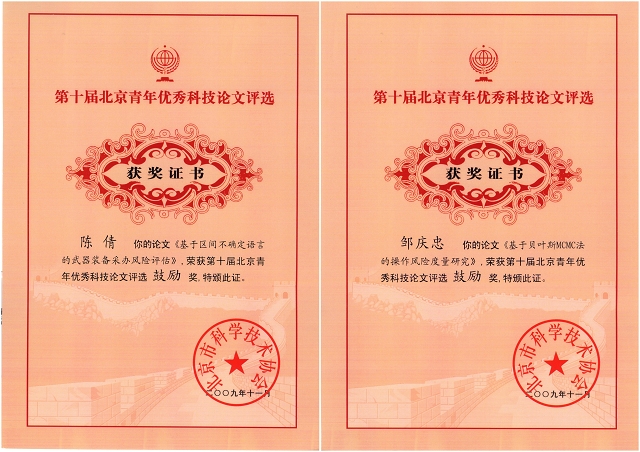 第十届北京青年优秀科技论文评选
获奖证书
陈倩 你的论文《基于区间不确定语言
的武器装备采办风险评估》,荣获第十届北京青
年优秀科技论文评选 鼓励 奖,特颁此证。
北京市科学技术协会
二〇〇九年十一月
第十届北京青年优秀科技论文评选
获奖证书
邹庆忠 你的论文《基于贝叶斯MCMC法
的操作风险度量研究》,荣获第十届北京青年优
秀科技论文评选 鼓励 奖,特颁此证。
北京市科学技术协会
二〇〇九年十一月